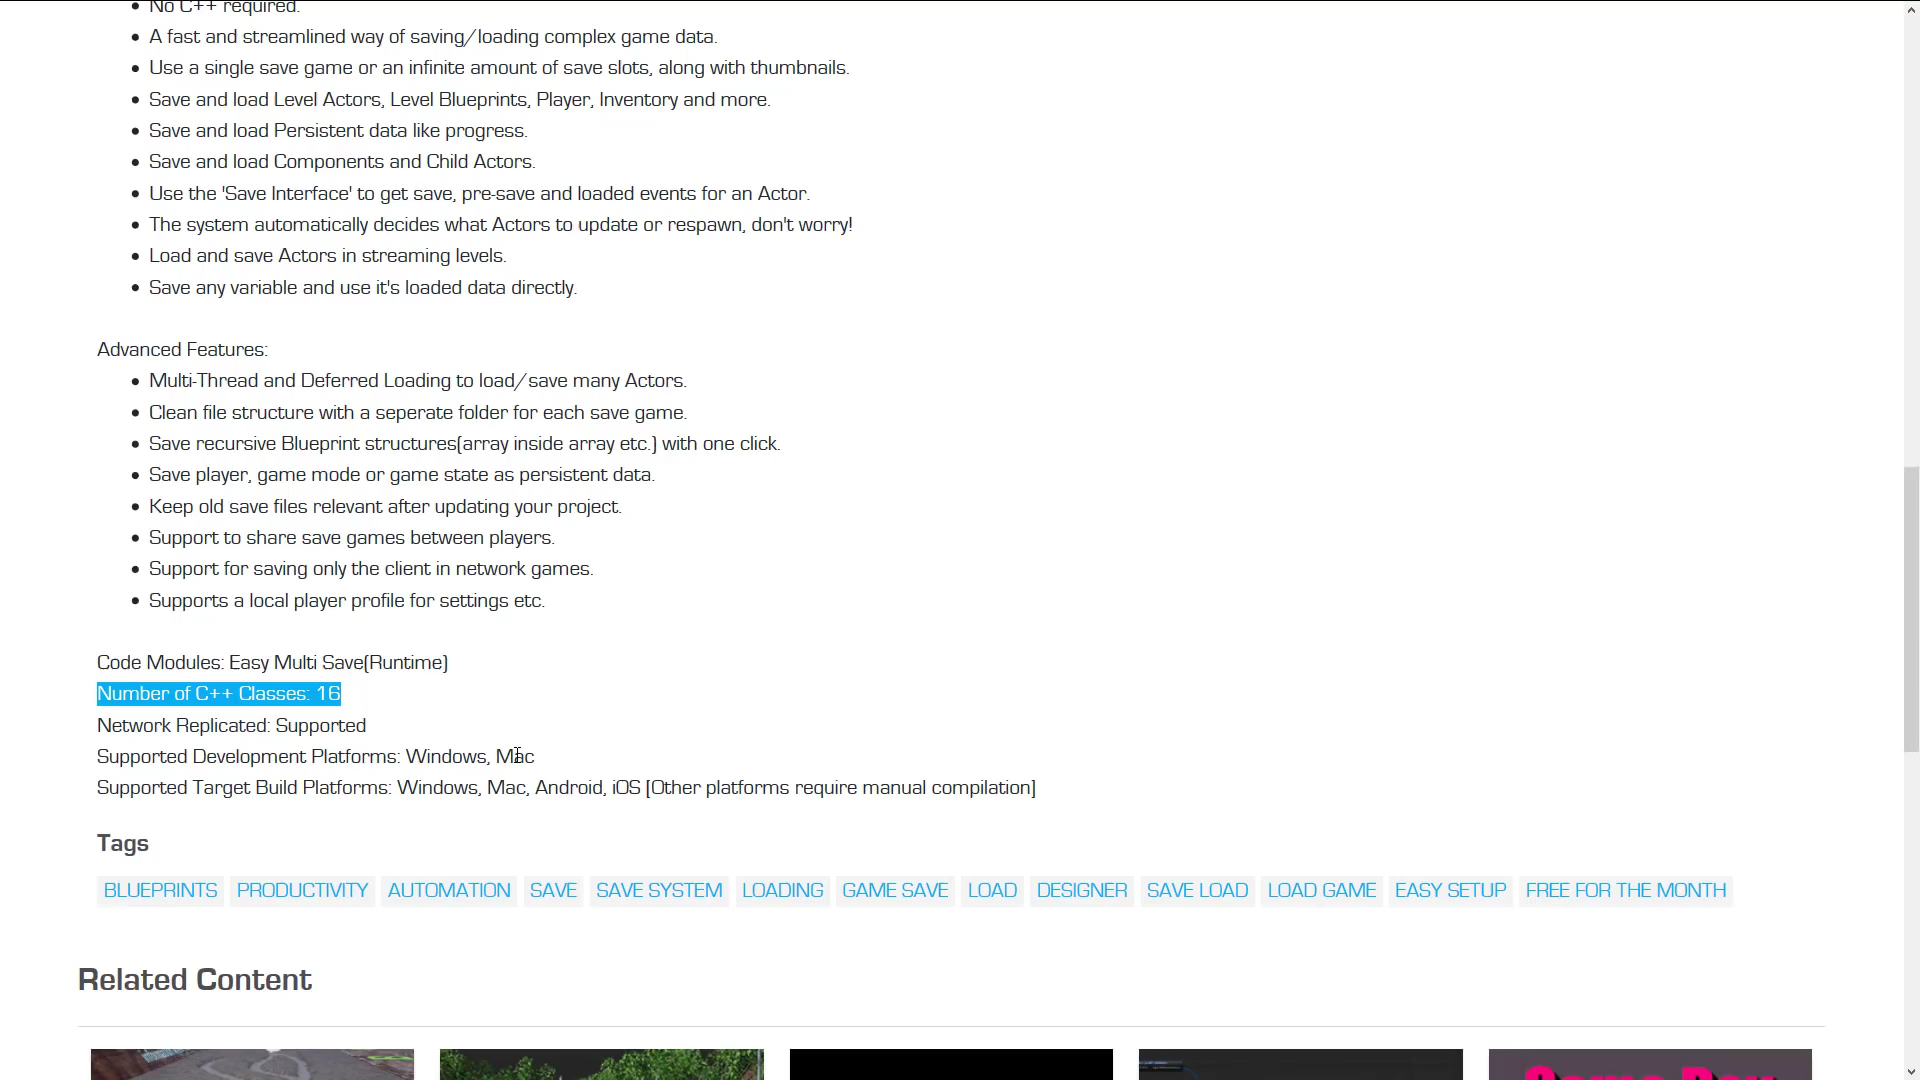 No C++ required.
A fast and streamlined way of saving/loading complex game data.
Use a single save game or an infinite amount of save slots, along with thumbnails.
Save and load Level Actors, Level Blueprints, Player, Inventory and more.
Save and load Persistent data like progress.
Save and load Components and Child Actors.
Use the 'Save Interface' to get save, pre-save and loaded events for an Actor.
The system automatically decides what Actors to update or respawn, don't worry!
Load and save Actors in streaming levels.
Save any variable and use it's loaded data directly.
Advanced Features:
Multi-Thread and Deferred Loading to load/save many Actors.
Clean file structure with a seperate folder for each save game.
Save recursive Blueprint structures(array inside array etc.) with one click.
Save player, game mode or game state as persistent data.
Keep old save files relevant after updating your project.
Support to share save games between players.
Support for saving only the client in network games.
Supports a local player profile for settings etc.
Code Modules: Easy Multi Save(Runtime)
Number of C++ Classes: 16
Network Replicated: Supported
Supported Development Platforms: Windows, Mac
Supported Target Build Platforms: Windows, Mac, Android, iOS [Other platforms require manual compilation]
Tags
BLUEPRINTS PRODUCTIVITY AUTOMATION SAVE SAVE SYSTEM LOADING GAME SAVE LOAD DESIGNER SAVE LOAD LOAD GAME EASY SETUP FREE FOR THE MONTH
Related Content